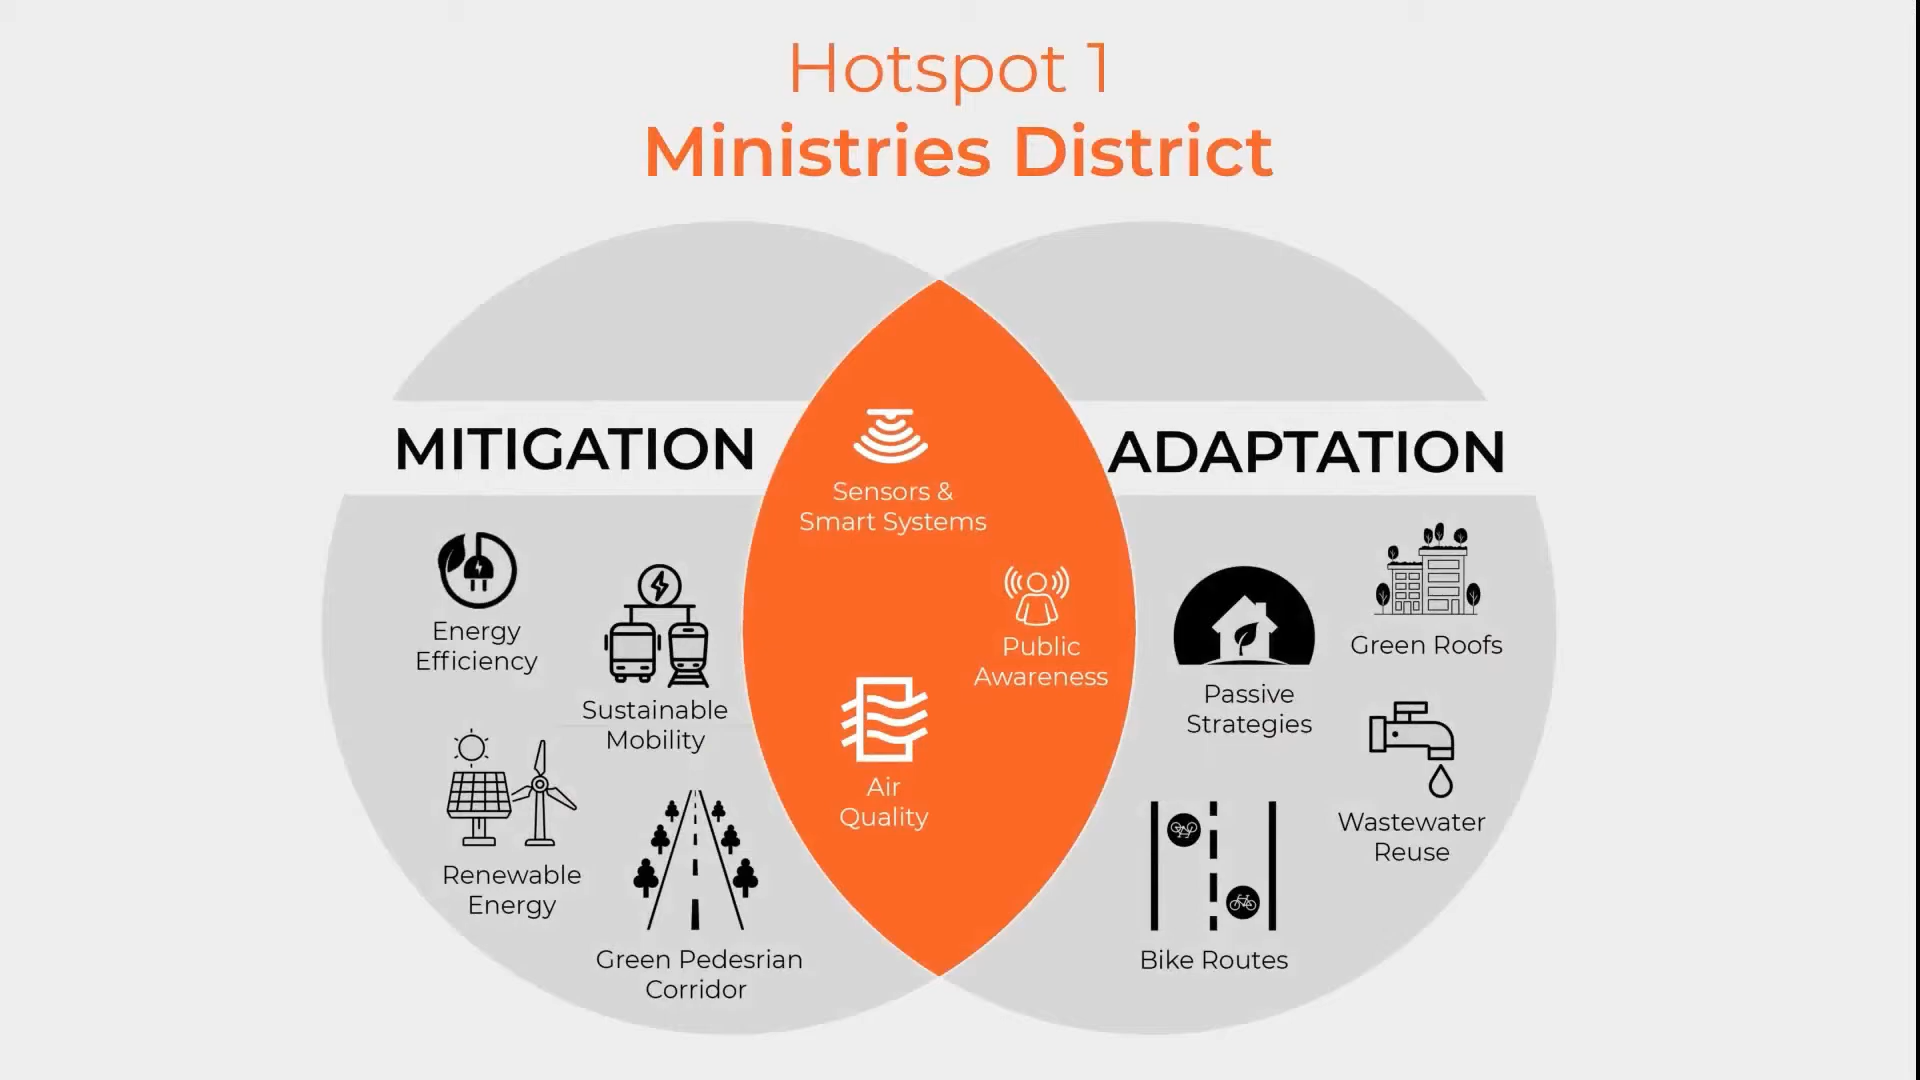 Hotspot 1
Ministries District
MITIGATION
Energy
Efficiency
Sustainable
Mobility
Renewable
Energy
Green Pedesrian
Corridor
Sensors &
Smart Systems
Public
Awareness
Air
Quality
ADAPTATION
Green Roofs
Passive
Strategies
Wastewater
Reuse
Bike Routes